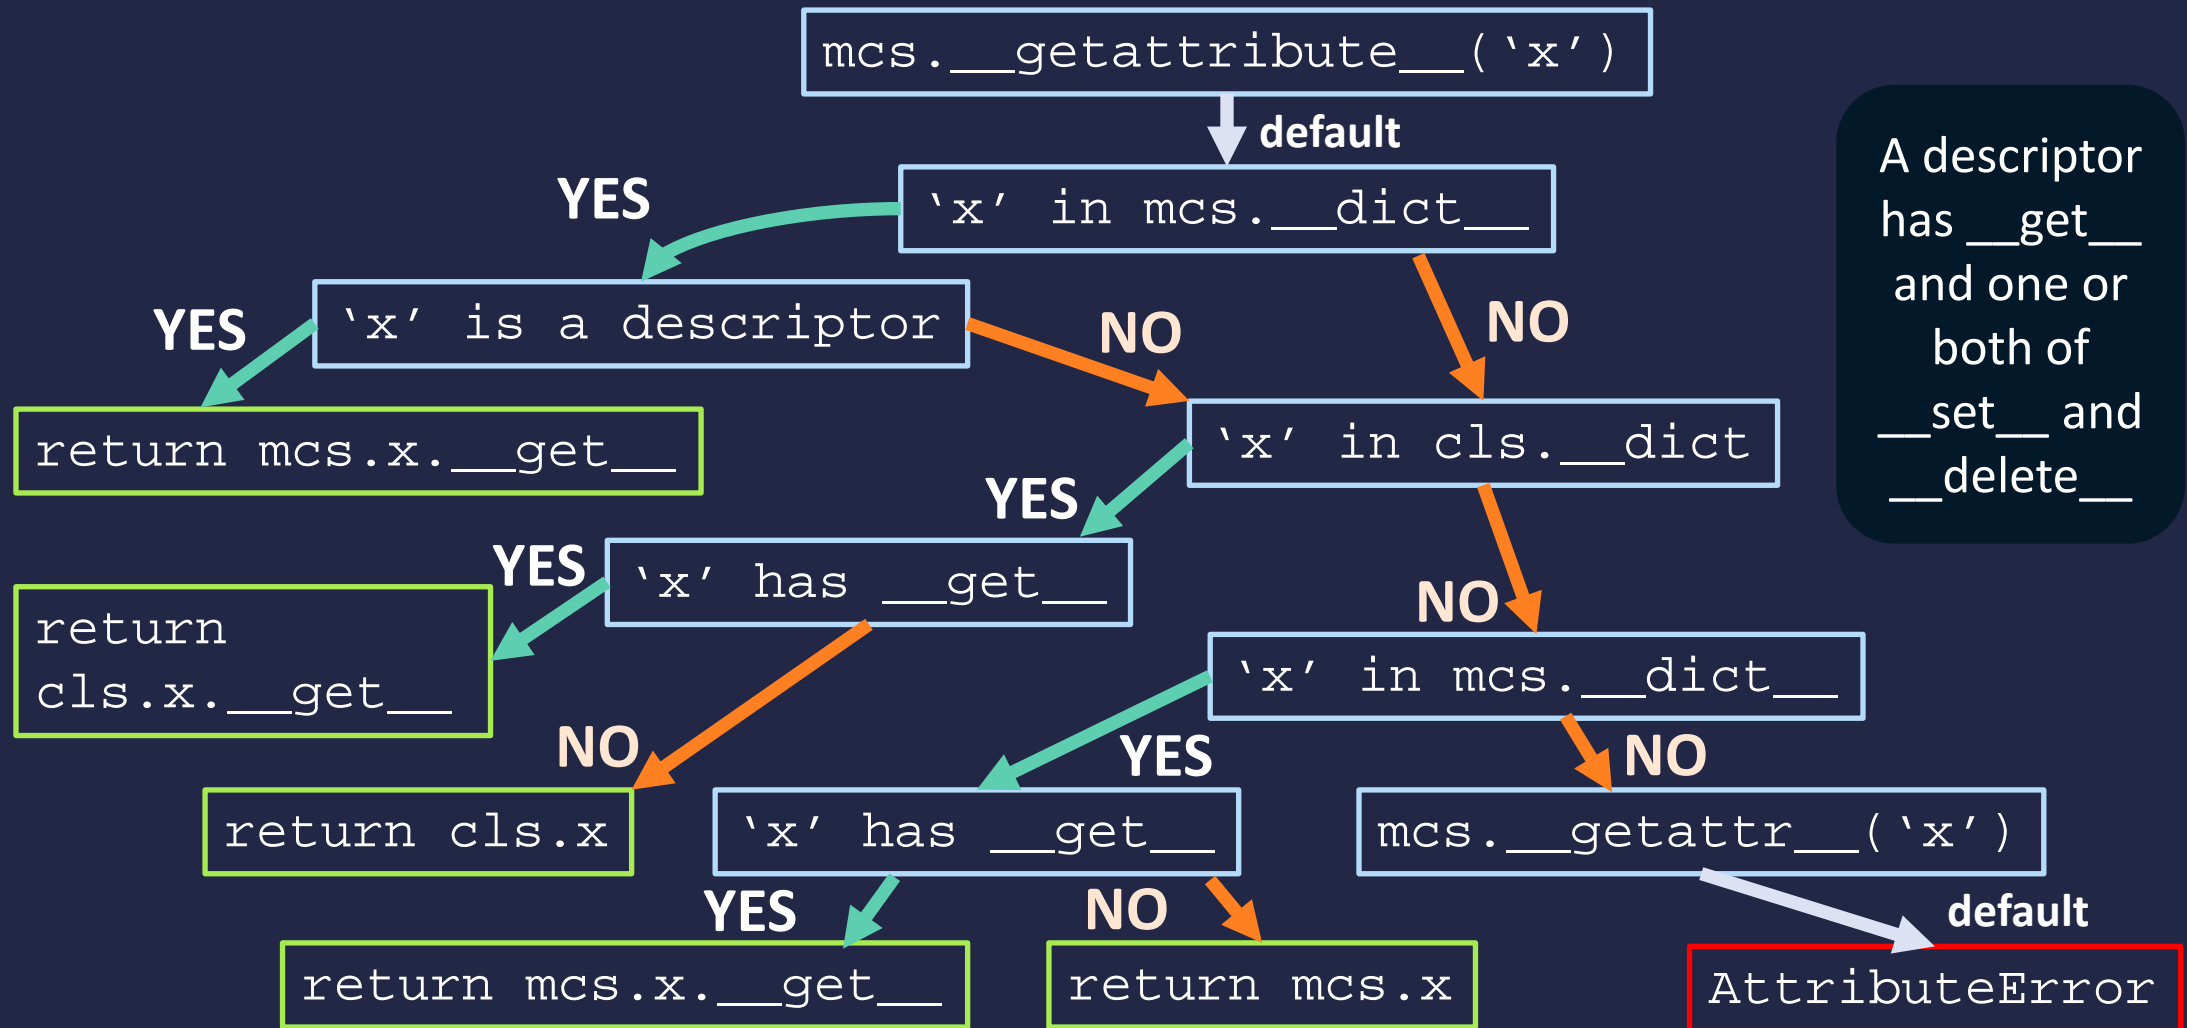 mcs.__getattribute__(‘x’)
default
‘x’ in mcs.__dict__
YES
‘x’ is a descriptor
YES
NO
NO
return mcs.x.__get__
‘x’ in cls.__dict
YES
‘x’ has __get__
YES
return
cls.x.__get__
NO
‘x’ in mcs.__dict__
NO
YES
NO
return cls.x
‘x’ has __get__
mcs.__getattr__(‘x’)
YES
NO
default
return mcs.x.__get__
return mcs.x
AttributeError
A descriptor
has __get__
and one or
both of
__set__ and
__delete__